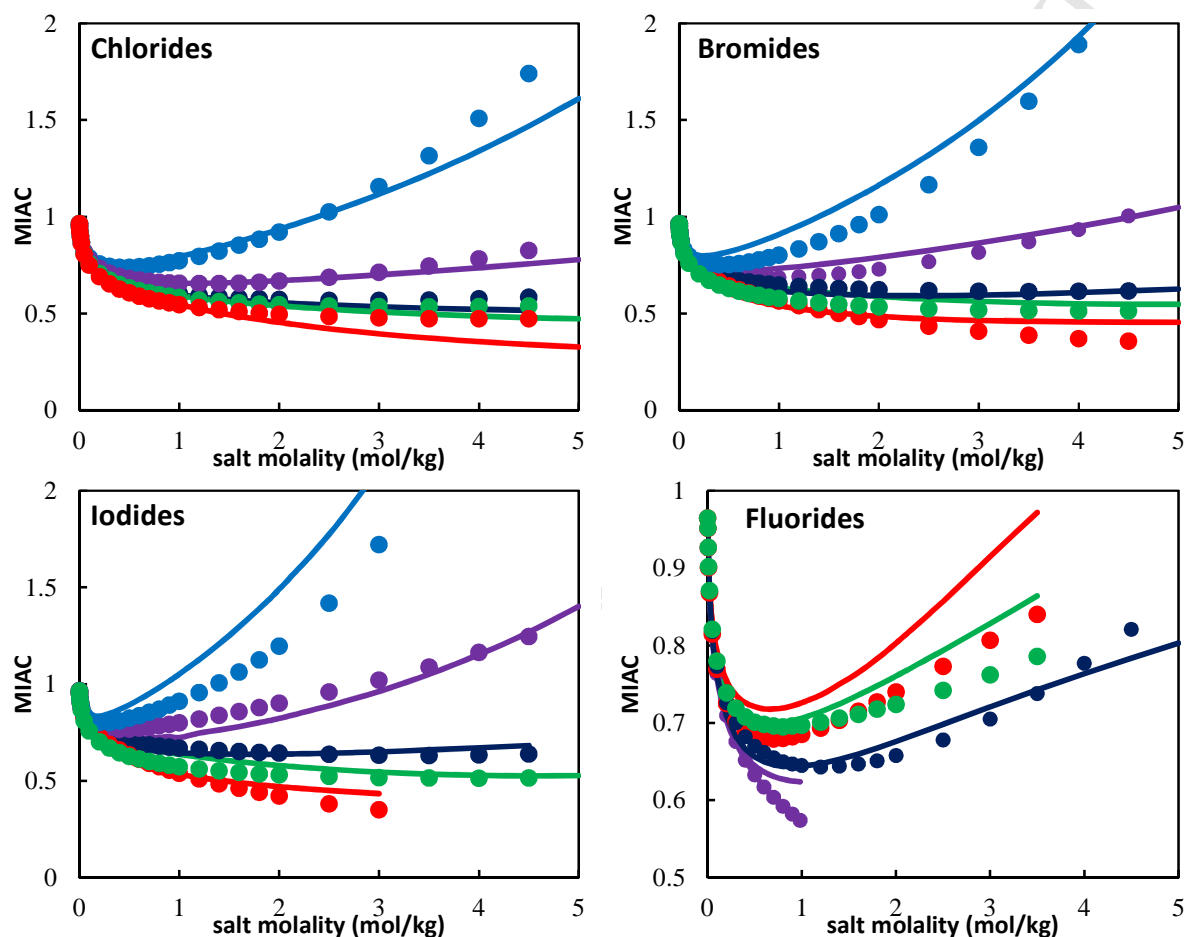 2
Chlorides
1.5
MIAC
1
0.5
0
0 1 2 3 4 5
salt molality (mol/kg)
2
Bromides
1.5
MIAC
1
0.5
0
0 1 2 3 4 5
salt molality (mol/kg)
2
Iodides
1.5
MIAC
1
0.5
0
0 1 2 3 4 5
salt molality (mol/kg)
1
Fluorides
0.9
0.8
MIAC
0.7
0.6
0.5
0 1 2 3 4 5
salt molality (mol/kg)